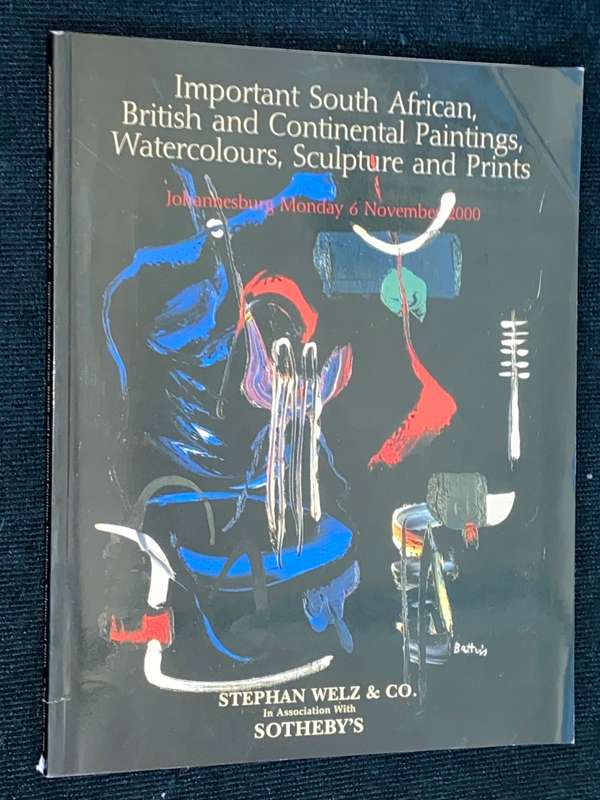 Important South African,
British and Continental Paintings,
Watercolours, Sculpture and Prints
Johannesburg Monday 6 November 2000
Battiss
STEPHAN WELZ & CO.
In Association With
SOTHEBY'S